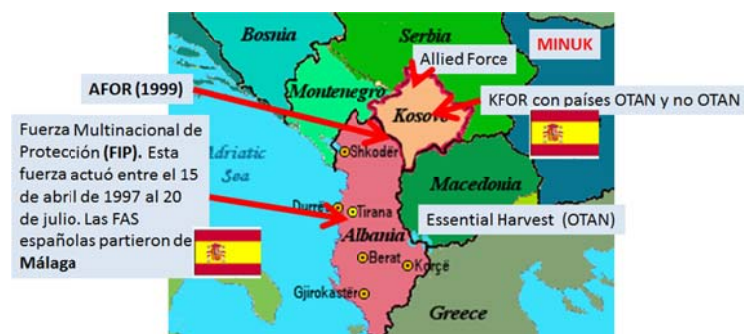 Bosnia
Serbia
MINUK
Allied Force
AFOR (1999)
Montenegro
Kosovo
KFOR con países OTAN y no OTAN
Fuerza Multinacional de
Protección (FIP). Esta
fuerza actuó entre el 15
de abril de 1997 al 20
de julio. Las FAS
españolas partieron de
Málaga
Adriatic
Sea
Shkodër
Macedonia
Durrës
Tirana
Essential Harvest (OTAN)
Albania
Berat
Korçë
Gjirokastër
Greece